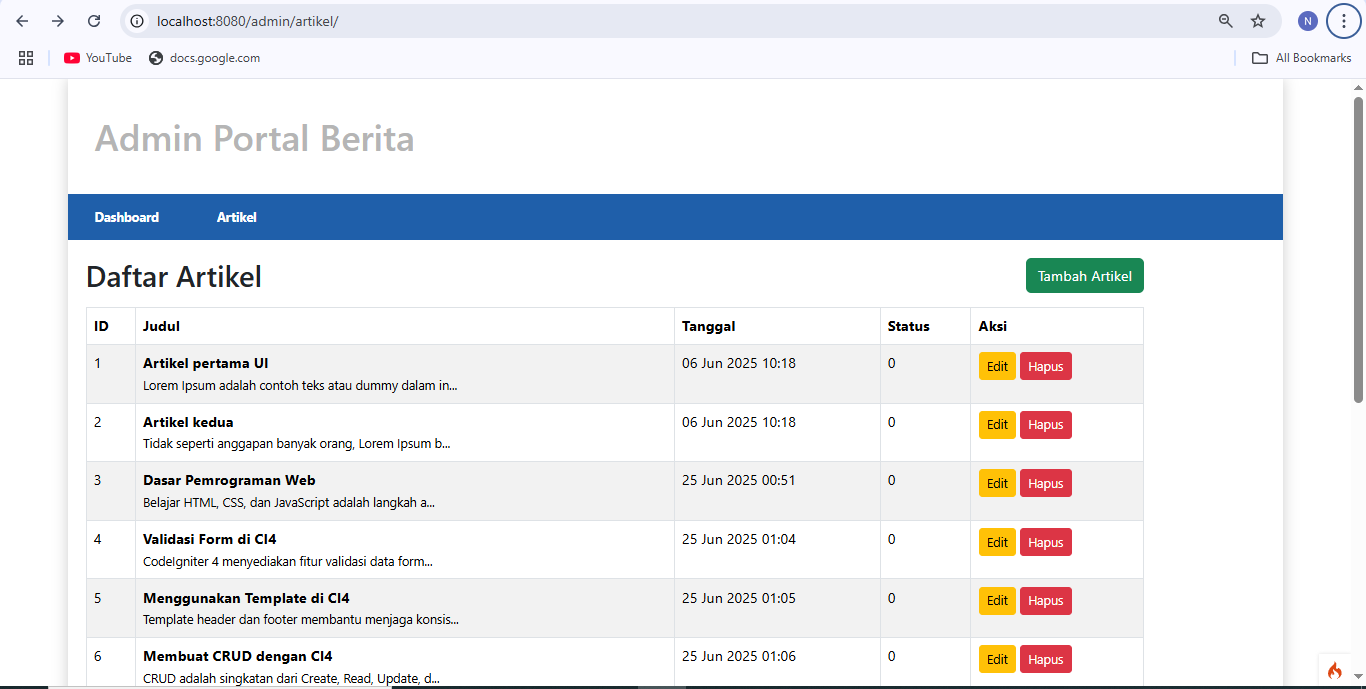 localhost:8080/admin/artikel/
N
YouTube
docs.google.com
All Bookmarks
Admin Portal Berita
Dashboard Artikel
Daftar Artikel
Tambah Artikel
ID Judul Tanggal Status Aksi
1 Artikel pertama UI 06 Jun 2025 10:18 0 Edit Hapus
Lorem Ipsum adalah contoh teks atau dummy dalam in...
2 Artikel kedua 06 Jun 2025 10:18 0 Edit Hapus
Tidak seperti anggapan banyak orang, Lorem Ipsum b...
3 Dasar Pemrograman Web 25 Jun 2025 00:51 0 Edit Hapus
Belajar HTML, CSS, dan JavaScript adalah langkah a...
4 Validasi Form di CI4 25 Jun 2025 01:04 0 Edit Hapus
CodeIgniter 4 menyediakan fitur validasi data form...
5 Menggunakan Template di CI4 25 Jun 2025 01:05 0 Edit Hapus
Template header dan footer membantu menjaga konsis...
6 Membuat CRUD dengan CI4 25 Jun 2025 01:06 0 Edit Hapus
CRUD adalah singkatan dari Create, Read, Update, d...